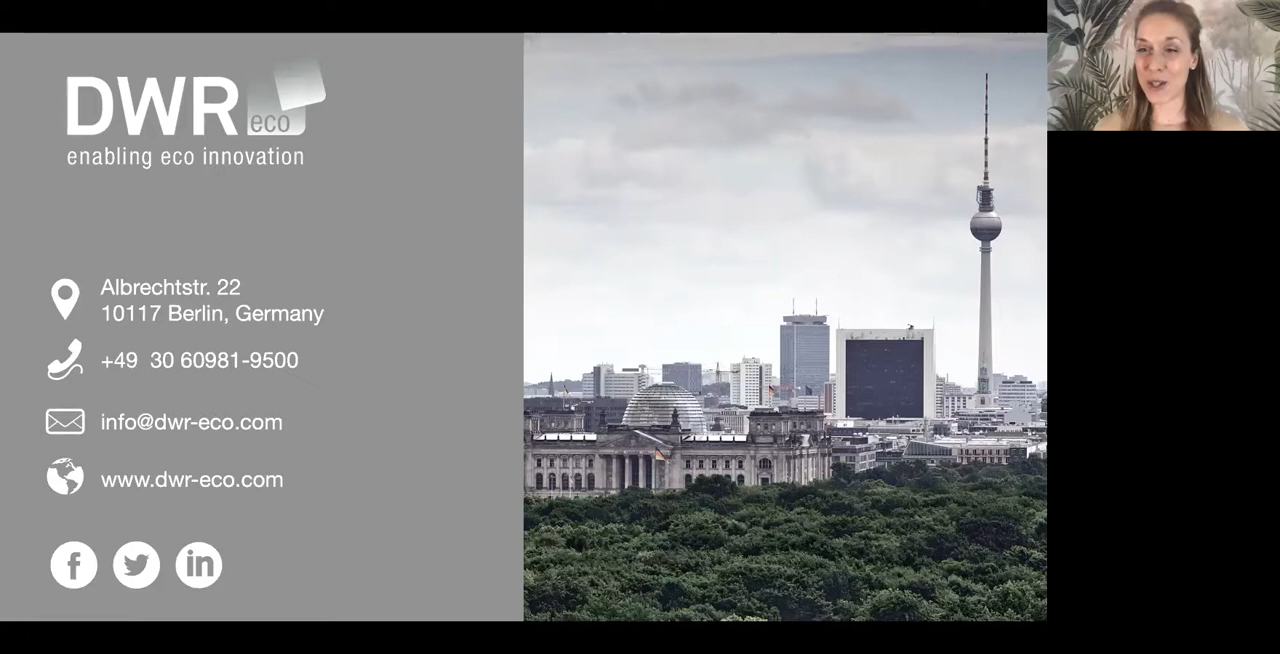 DWR eco
enabling eco innovation
Albrechtstr. 22
10117 Berlin, Germany
+49 30 60981-9500
info@dwr-eco.com
www.dwr-eco.com
f
in